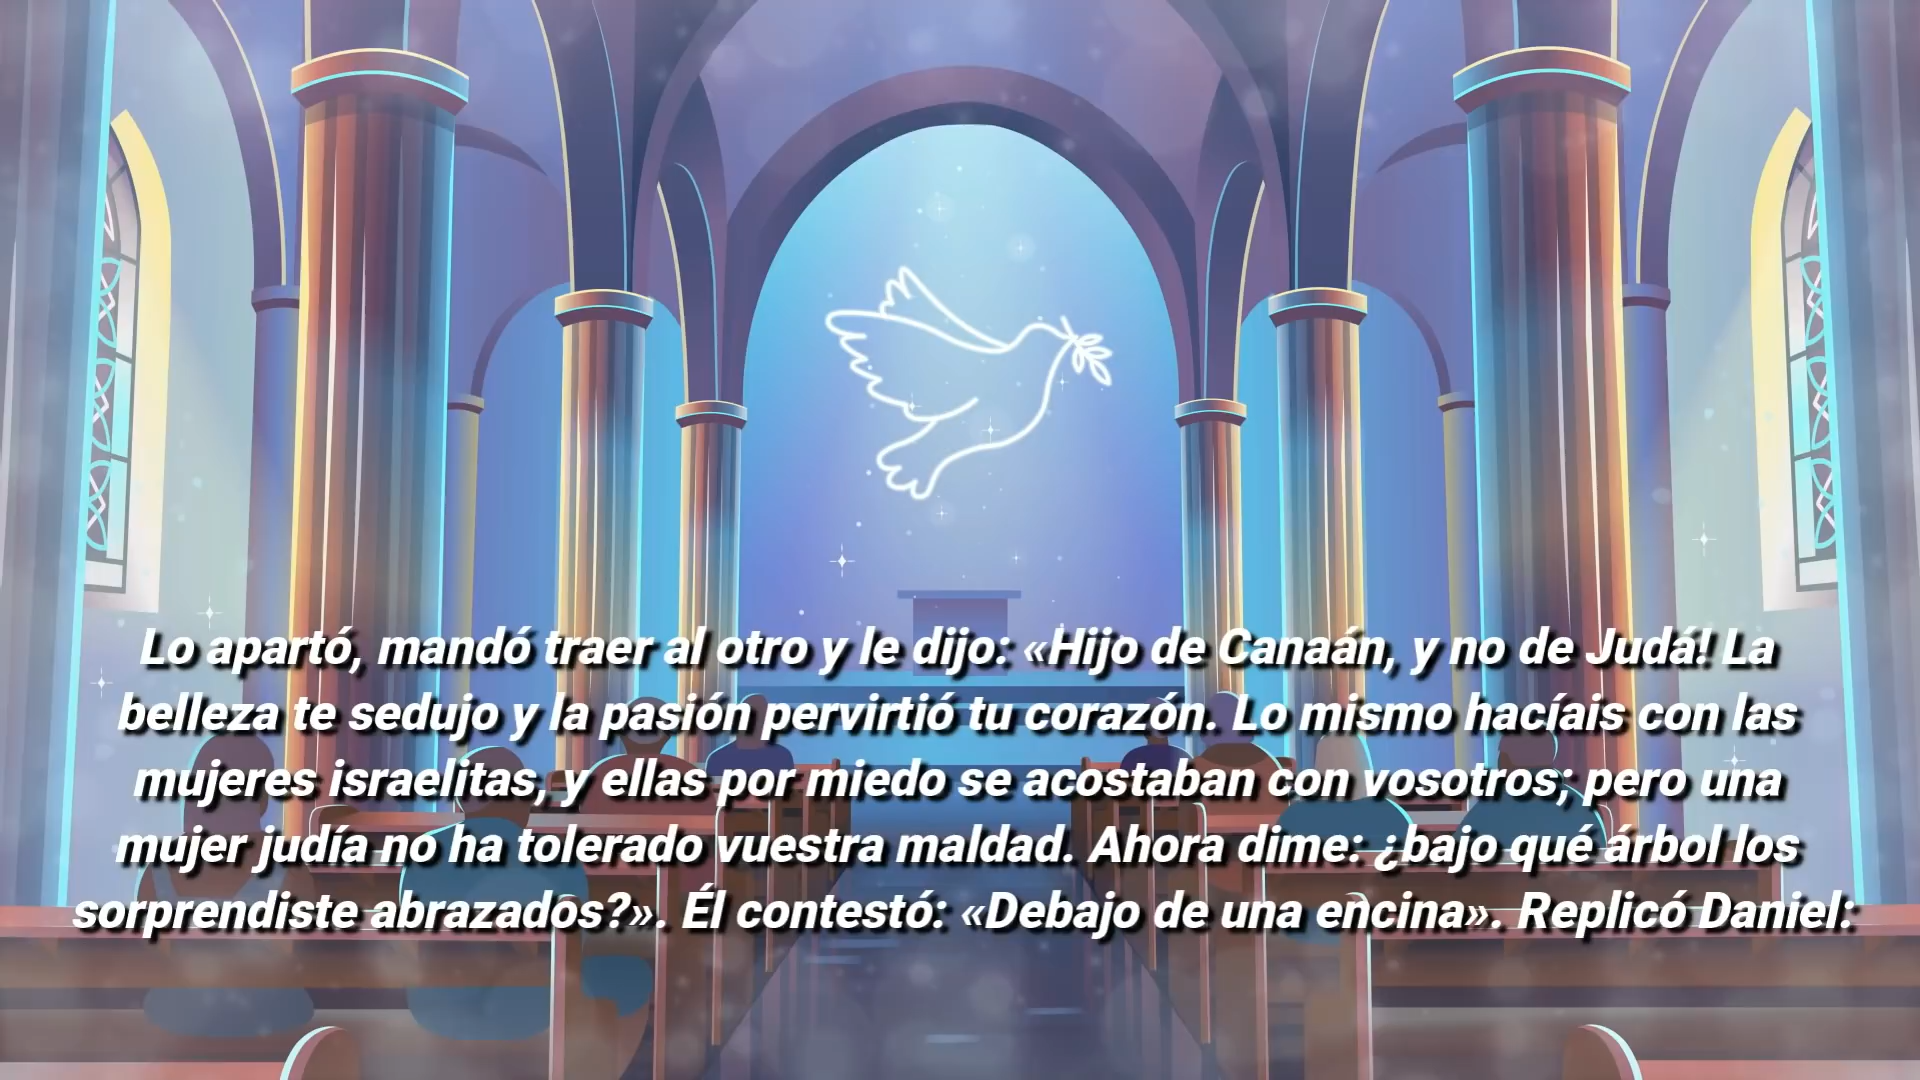 Lo apartó, mandó traer al otro y le dijo: «Hijo de Canaán, y no de Judá! La
belleza te sedujo y la pasión pervirtió tu corazón. Lo mismo hacíais con las
mujeres israelitas, y ellas por miedo se acostaban con vosotros; pero una
mujer judía no ha tolerado vuestra maldad. Ahora dime: ¿bajo qué árbol los
sorprendiste abrazados?». Él contestó: «Debajo de una encina». Replicó Daniel: